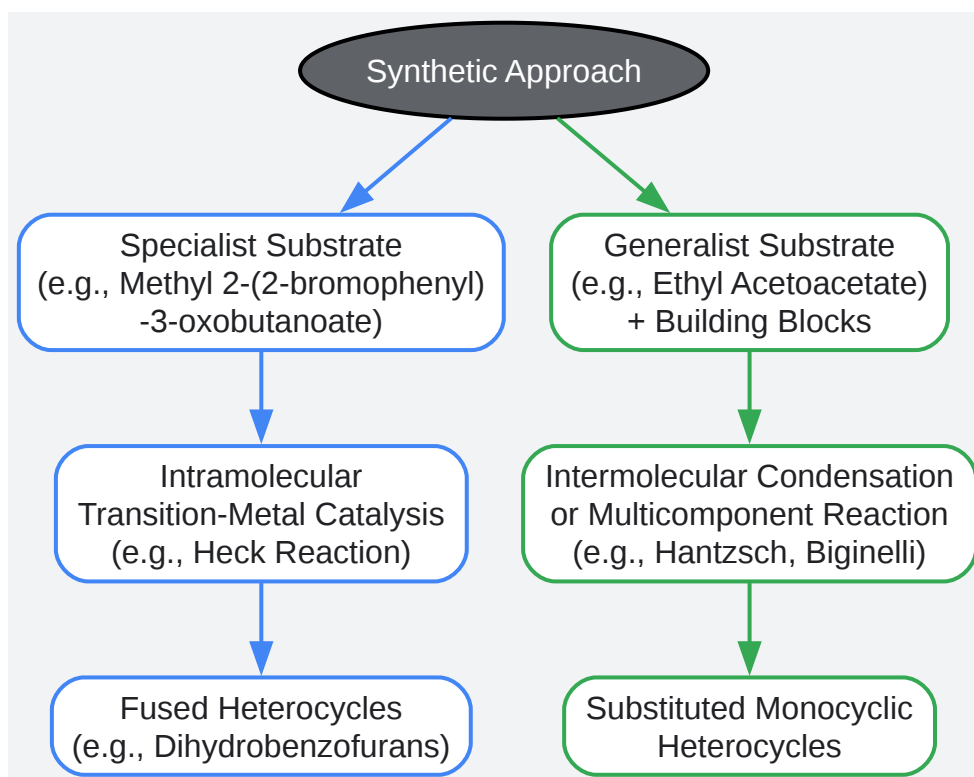 Synthetic Approach
Specialist Substrate
(e.g., Methyl 2-(2-bromophenyl)
-3-oxobutanoate)
Generalist Substrate
(e.g., Ethyl Acetoacetate)
+ Building Blocks
Intramolecular
Transition-Metal Catalysis
(e.g., Heck Reaction)
Intermolecular Condensation
or Multicomponent Reaction
(e.g., Hantzsch, Biginelli)
Fused Heterocycles
(e.g., Dihydrobenzofurans)
Substituted Monocyclic
Heterocycles